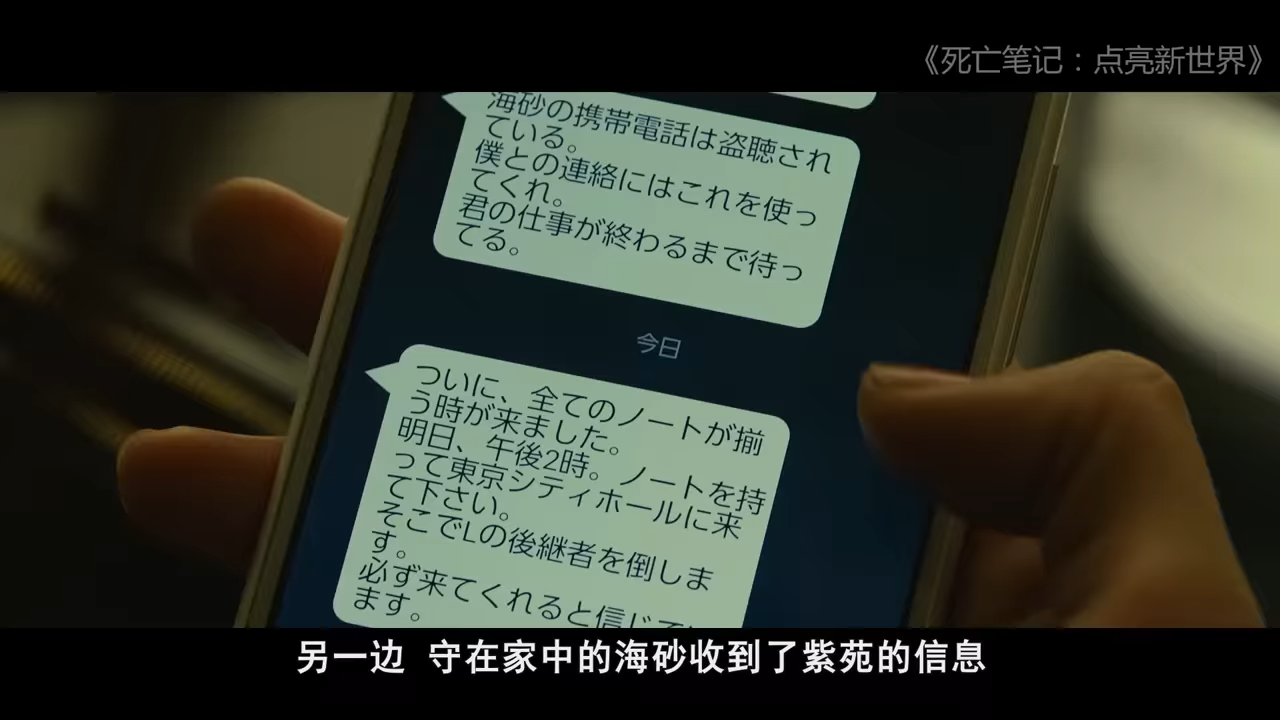 《死亡笔记：点亮新世界》
海砂の携帯電話は盗聴され
ている。
僕との連絡にはこれを使っ
てくれ。
君の仕事が終わるまで待っ
てる。
今日
ついに、全てのノートが揃
う時が来ました。
明日、午後2時。ノートを持
って東京シティホールに来
て下さい。
そこでLの後継者を倒しま
す。
必ず来てくれると信じてい
ます。
另一边 守在家中的海砂收到了紫苑的信息